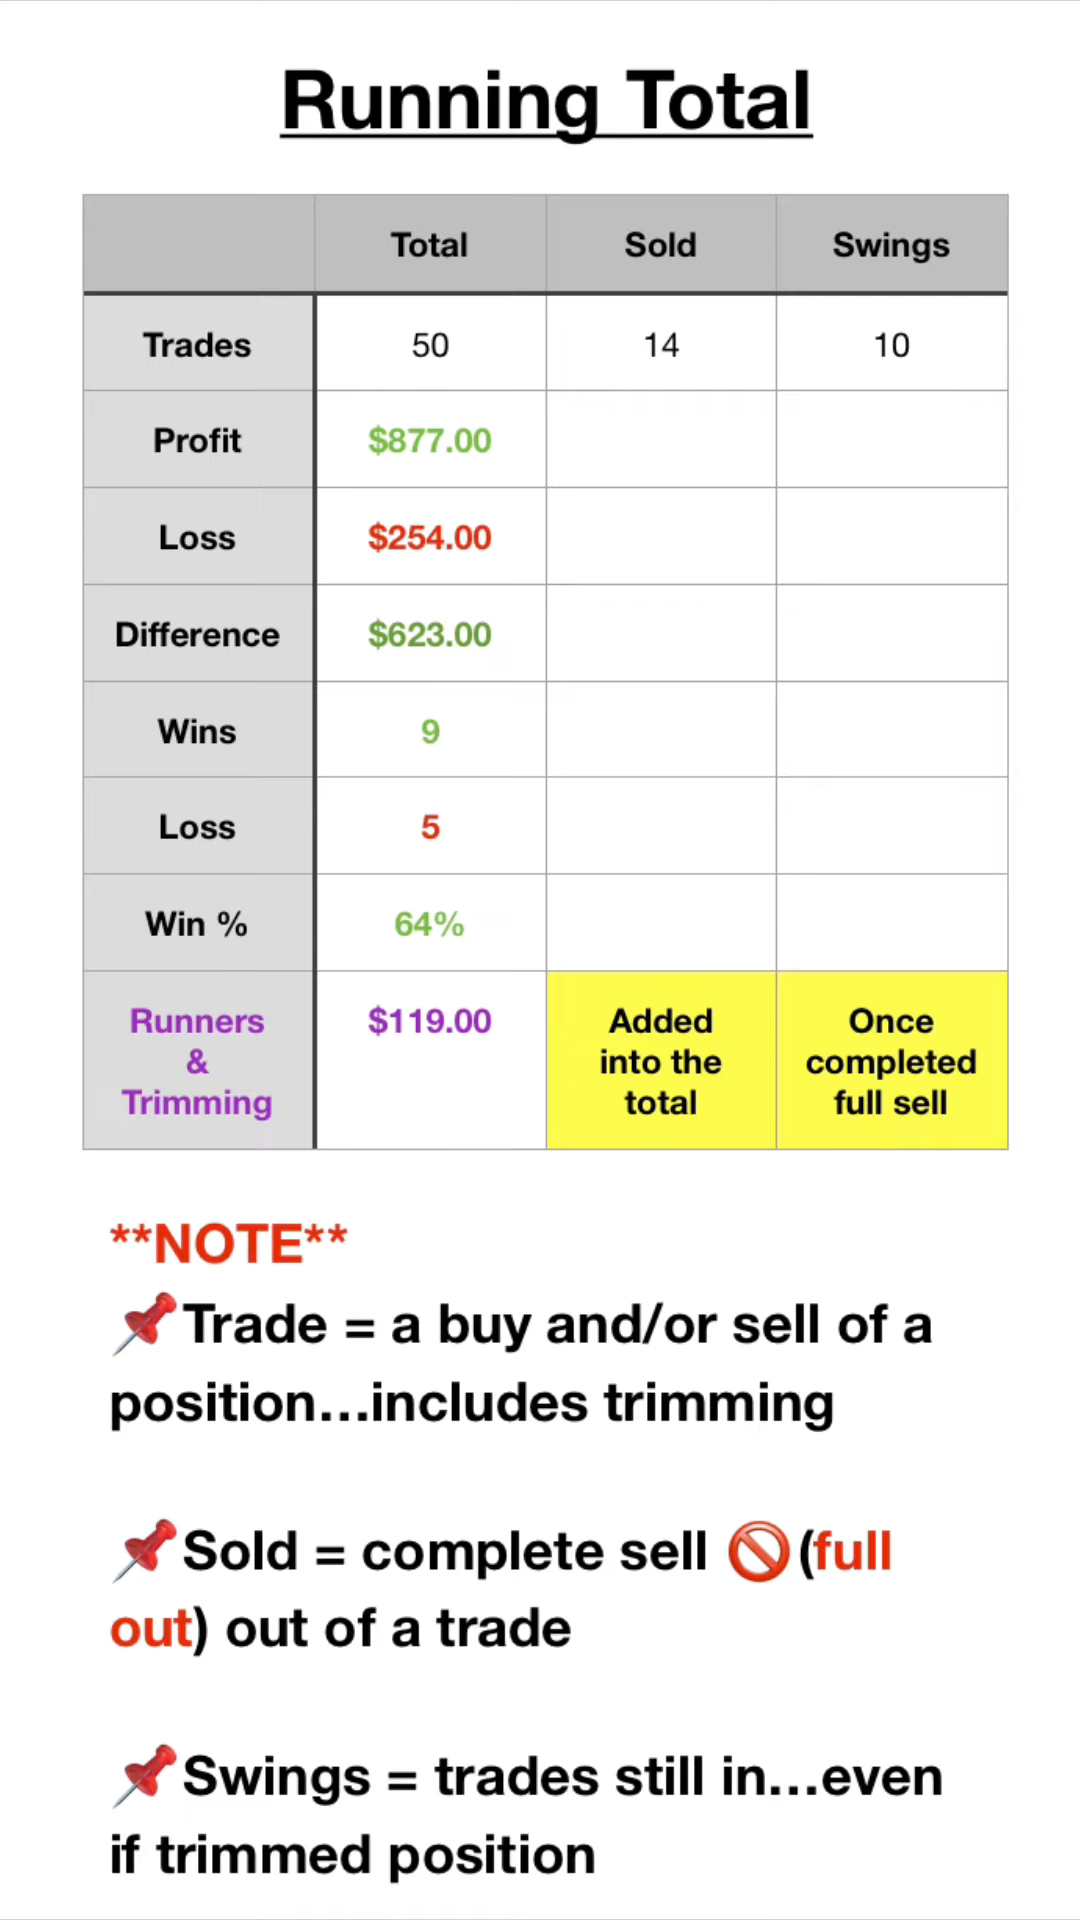 Running Total
Total Sold Swings
Trades 50 14 10
Profit $877.00
Loss $254.00
Difference $623.00
Wins 9
Loss 5
Win % 64%
Runners & Trimming $119.00 Added into the total Once completed full sell
**NOTE**
📌Trade = a buy and/or sell of a
position...includes trimming
📌Sold = complete sell 🚫(full
out) out of a trade
📌Swings = trades still in...even
if trimmed position